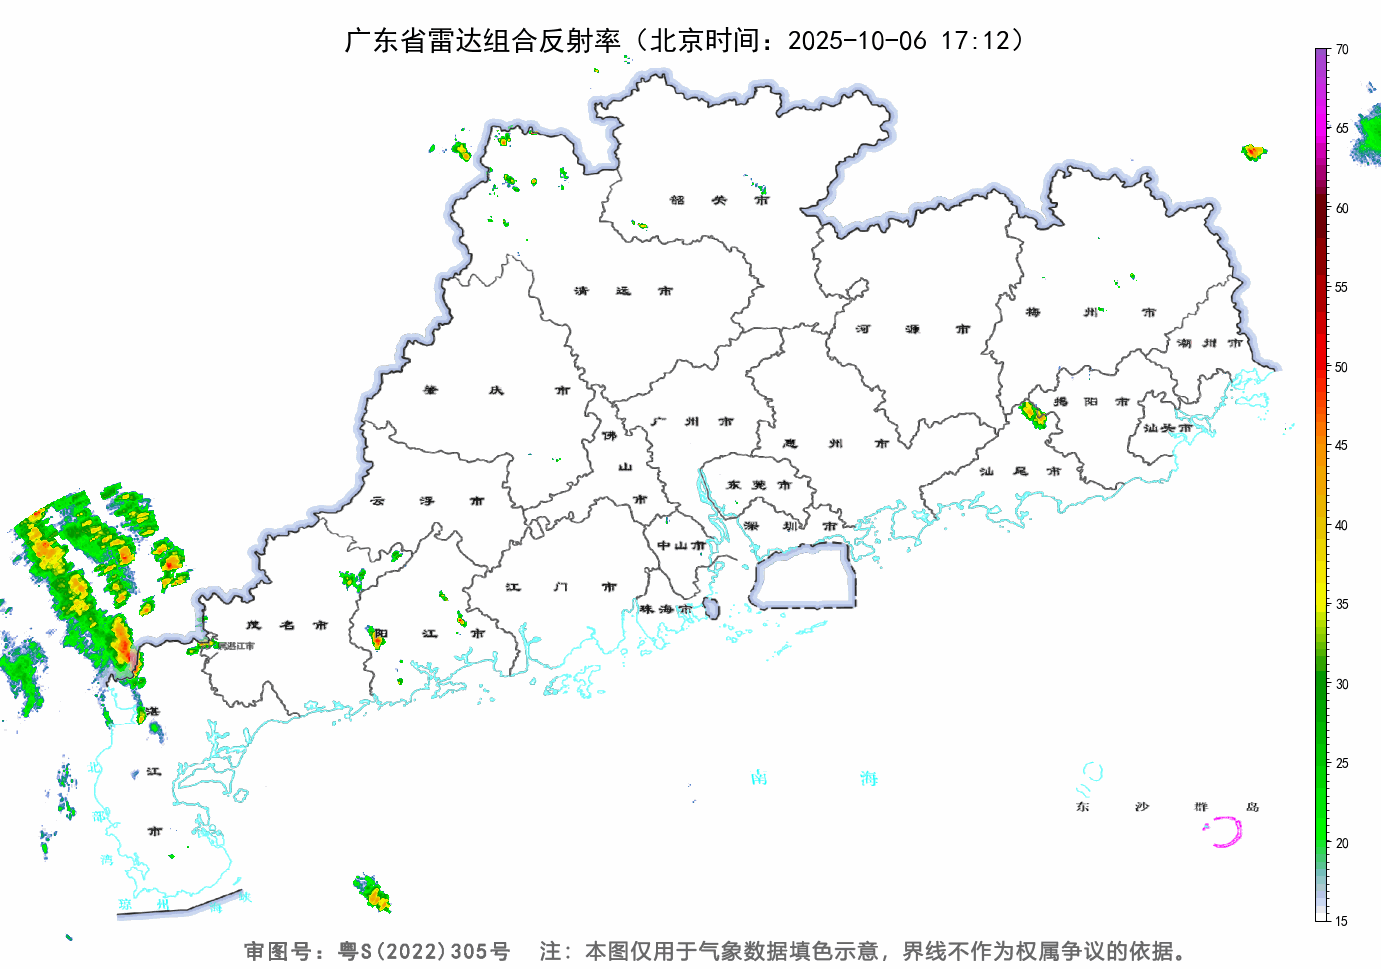 广东省雷达组合反射率（北京时间：2025-10-06 17:12）
70
65
60
55
50
45
40
35
30
25
20
15
韶关市
清远市
河源市
梅州市
潮州市
肇庆市
广州市
揭阳市
汕头市
佛山市
惠州市
汕尾市
云浮市
东莞市
深圳市
中山市
江门市
珠海市
茂名市
阳江市
属湛江市
湛江市
北部湾
琼州海峡
南海
东沙群岛
审图号：粤S(2022)305号 注：本图仅用于气象数据填色示意，界线不作为权属争议的依据。